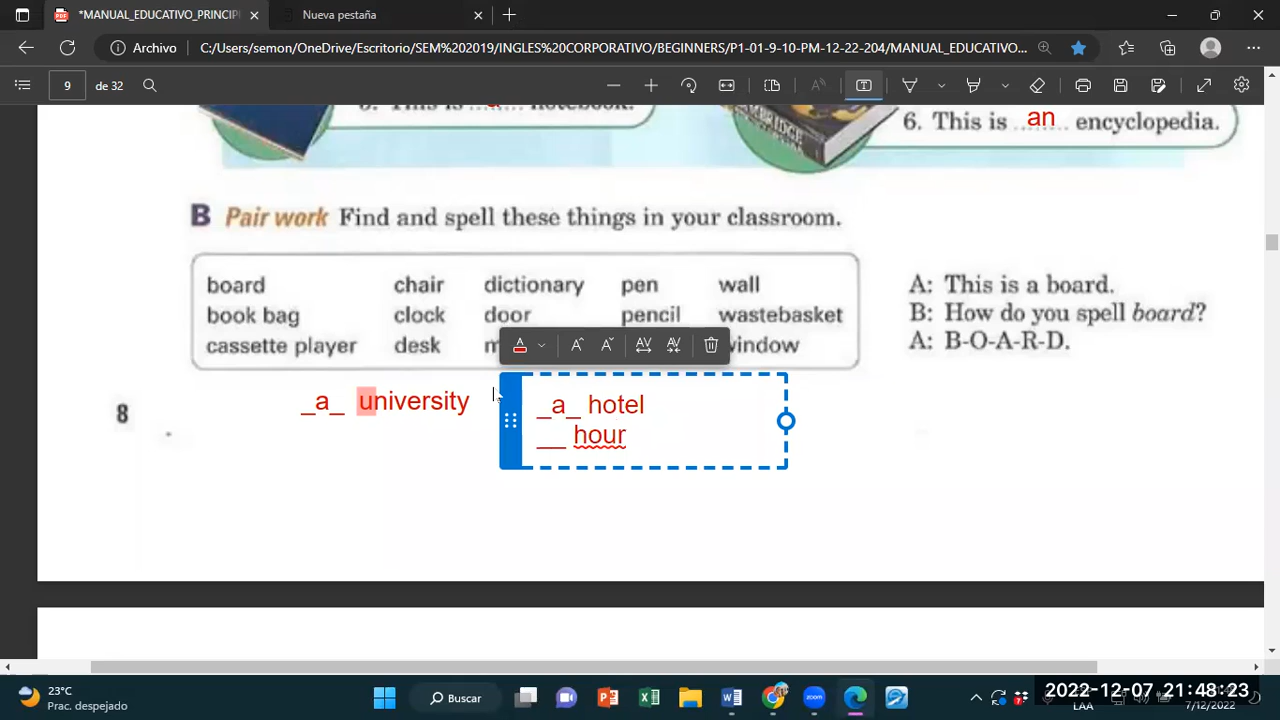 *MANUAL_EDUCATIVO_PRINCIPI
Nueva pestaña
Archivo
C:/Users/semon/OneDrive/Escritorio/SEM%202019/INGLES%20CORPORATIVO/BEGINNERS/P1-01-9-10-PM-12-22-204/MANUAL_EDUCATIVO...
9 de 32
5. This is a notebook.
6. This is an encyclopedia.
B Pair work Find and spell these things in your classroom.
board chair dictionary pen wall
book bag clock door pencil wastebasket
cassette player desk m window
A: This is a board.
B: How do you spell board?
A: B-O-A-R-D.
_a_ university
_a_ hotel
__ hour
8
23°C
Prac. despejado
Buscar
LAA
2022-12-07 21:48:23
7/12/2022